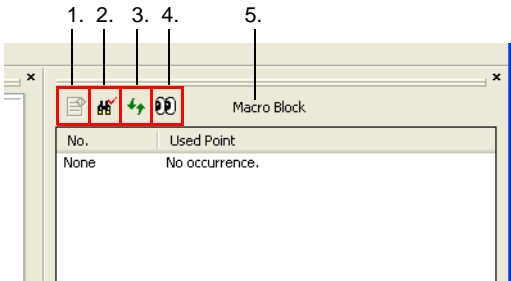 1. 2. 3. 4. 5.
Macro Block
No. Used Point
None No occurrence.